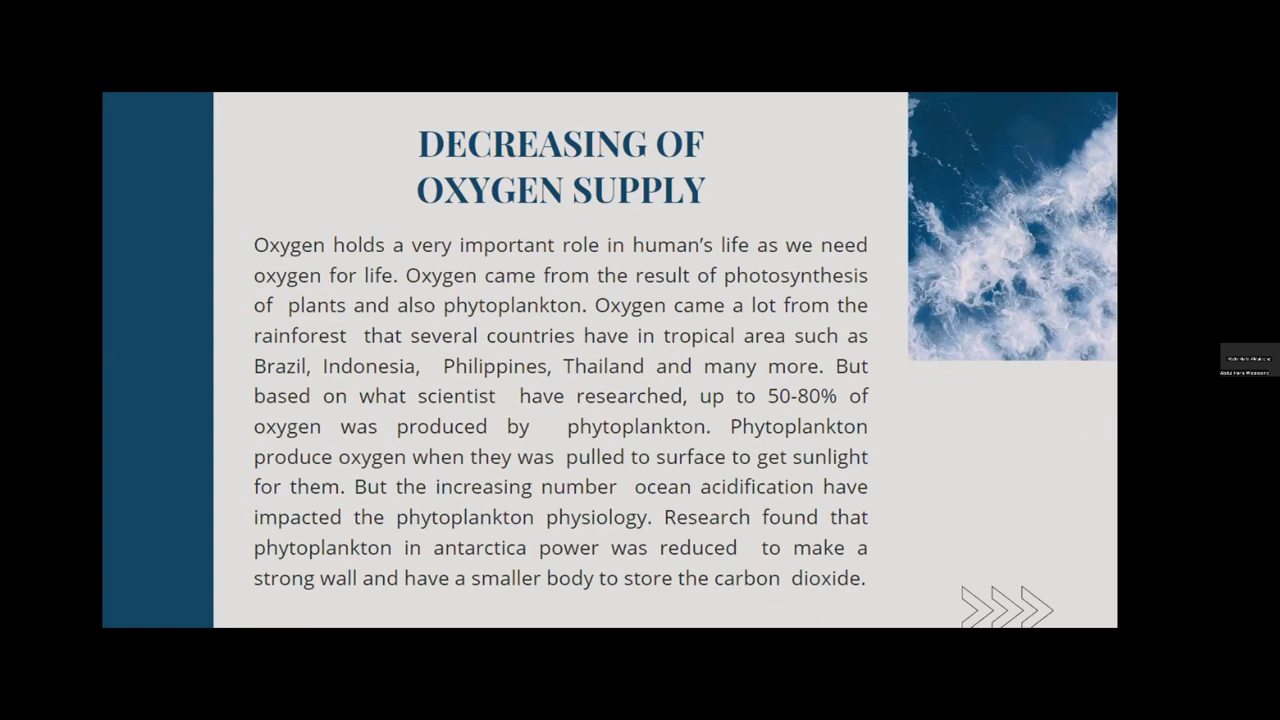 DECREASING OF
OXYGEN SUPPLY
Oxygen holds a very important role in human’s life as we need
oxygen for life. Oxygen came from the result of photosynthesis
of plants and also phytoplankton. Oxygen came a lot from the
rainforest that several countries have in tropical area such as
Brazil, Indonesia, Philippines, Thailand and many more. But
based on what scientist have researched, up to 50-80% of
oxygen was produced by phytoplankton. Phytoplankton
produce oxygen when they was pulled to surface to get sunlight
for them. But the increasing number ocean acidification have
impacted the phytoplankton physiology. Research found that
phytoplankton in antarctica power was reduced to make a
strong wall and have a smaller body to store the carbon dioxide.